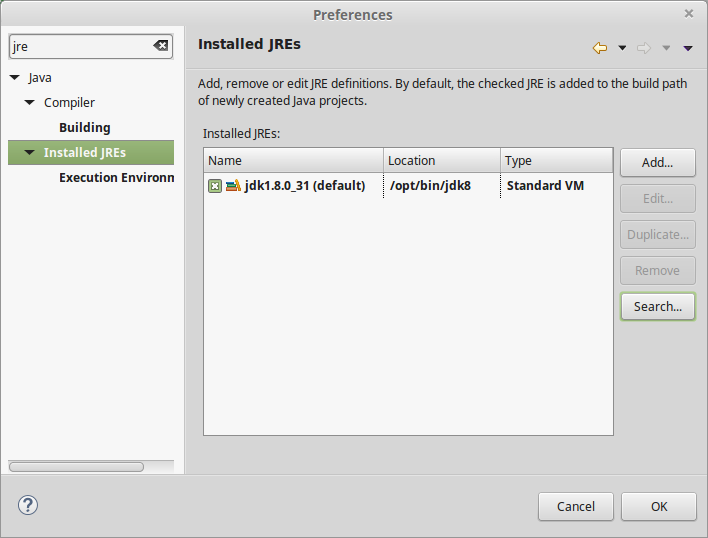 Preferences
jre
Installed JREs
Java
Compiler
Building
Installed JREs
Execution Environn
Add, remove or edit JRE definitions. By default, the checked JRE is added to the build path
of newly created Java projects.
Installed JREs:
Name Location Type
jdk1.8.0_31 (default) /opt/bin/jdk8 Standard VM
Add...
Edit...
Duplicate...
Remove
Search...
?
Cancel OK